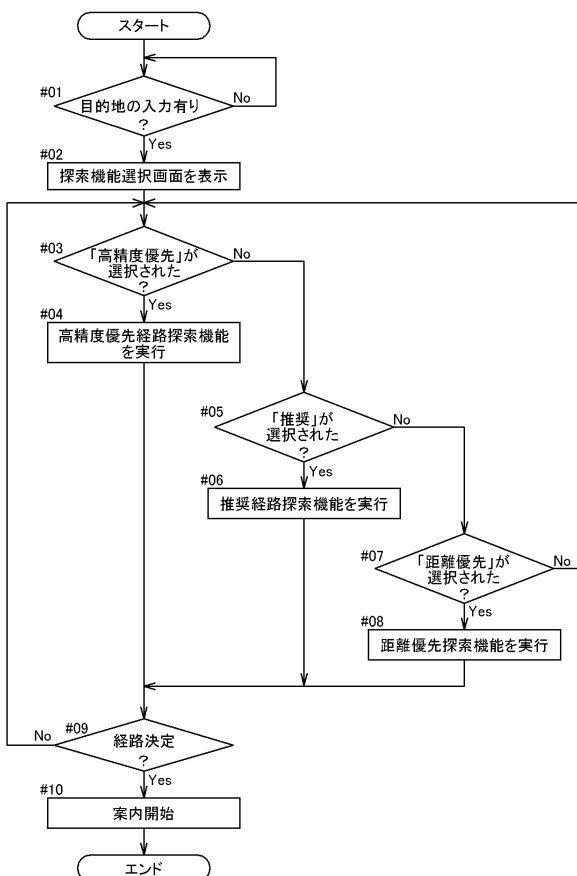 スタート
#01
目的地の入力有り
?
No
Yes
#02
探索機能選択画面を表示
#03
「高精度優先」が
選択された
?
No
Yes
#04
高精度優先経路探索機能
を実行
#05
「推奨」が
選択された
?
No
Yes
#06
推奨経路探索機能を実行
#07
「距離優先」が
選択された
?
No
Yes
#08
距離優先探索機能を実行
#09
経路決定
?
No
Yes
#10
案内開始
エンド